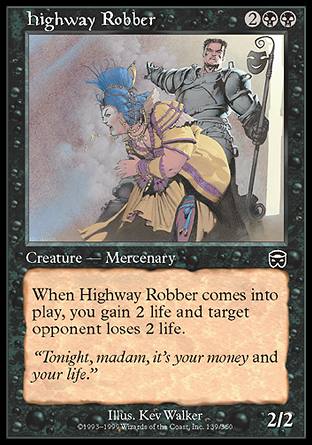 Highway Robber 2
Creature — Mercenary
When Highway Robber comes into
play, you gain 2 life and target
opponent loses 2 life.
“Tonight, madam, it’s your money and
your life.”
Illus. Kev Walker
©1993–1999 Wizards of the Coast, Inc. 139/350
2/2